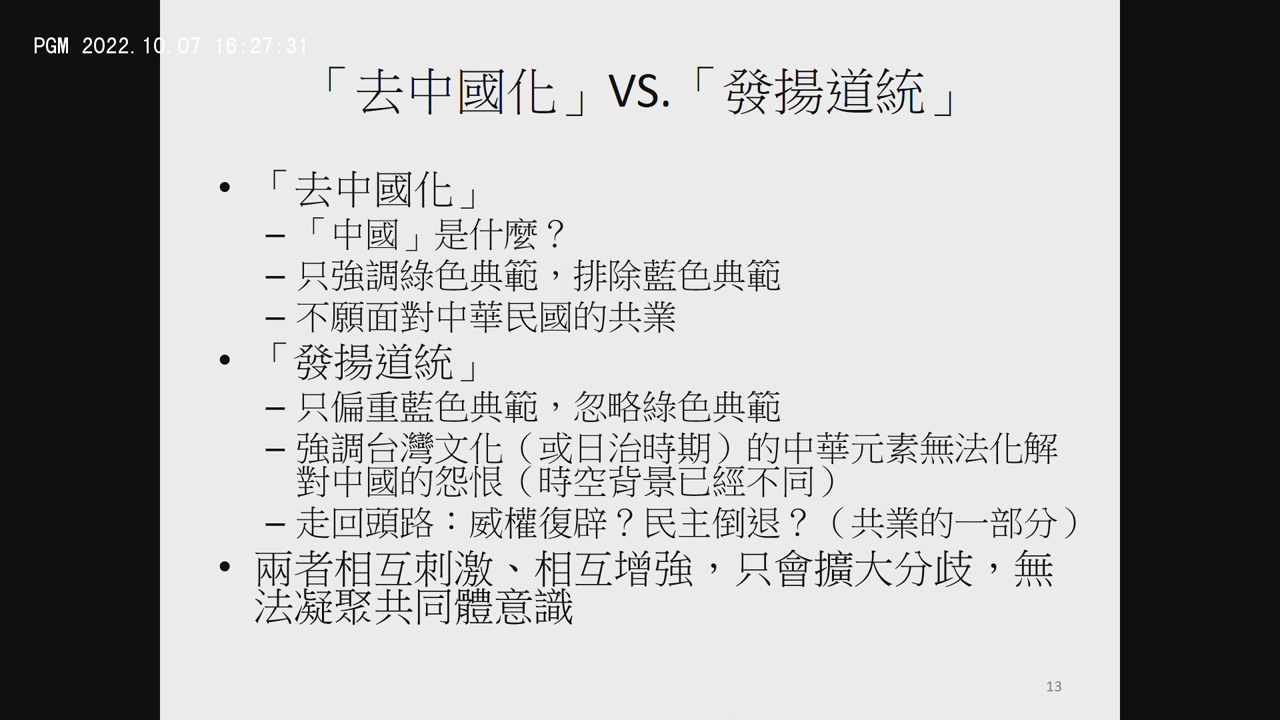 PGM 2022.10.07 16:27:31
「去中國化」VS.「發揚道統」
• 「去中國化」
– 「中國」是什麼？
– 只強調綠色典範，排除藍色典範
– 不願面對中華民國的共業
• 「發揚道統」
– 只偏重藍色典範，忽略綠色典範
– 強調台灣文化（或日治時期）的中華元素無法化解
對中國的怨恨（時空背景已經不同）
– 走回頭路：威權復辟？民主倒退？（共業的一部分）
• 兩者相互刺激、相互增強，只會擴大分歧，無
法凝聚共同體意識
13